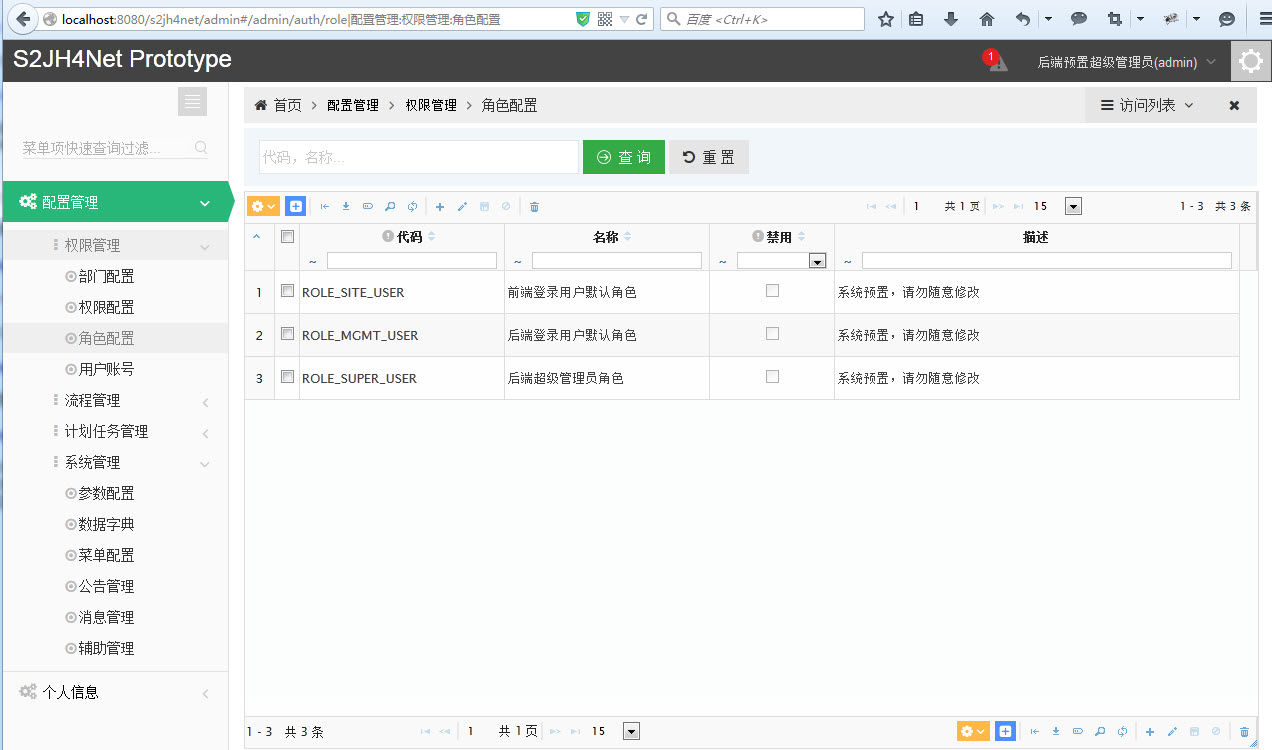 localhost:8080/s2jh4net/admin#/admin/auth/role|配置管理:权限管理:角色配置
百度 <Ctrl+K>
S2JH4Net Prototype
1
后端预置超级管理员(admin)
首页 配置管理 权限管理 角色配置
访问列表
菜单项快速查询过滤...
代码，名称...
查 询
重 置
配置管理
权限管理
部门配置
权限配置
角色配置
用户账号
流程管理
计划任务管理
系统管理
参数配置
数据字典
菜单配置
公告管理
消息管理
辅助管理
个人信息
1 共 1 页 15
1 - 3 共 3 条
代码 名称 禁用 描述
~ ~ ~ ~
1 ROLE_SITE_USER 前端登录用户默认角色 系统预置，请勿随意修改
2 ROLE_MGMT_USER 后端登录用户默认角色 系统预置，请勿随意修改
3 ROLE_SUPER_USER 后端超级管理员角色 系统预置，请勿随意修改
1 - 3 共 3 条
1 共 1 页 15